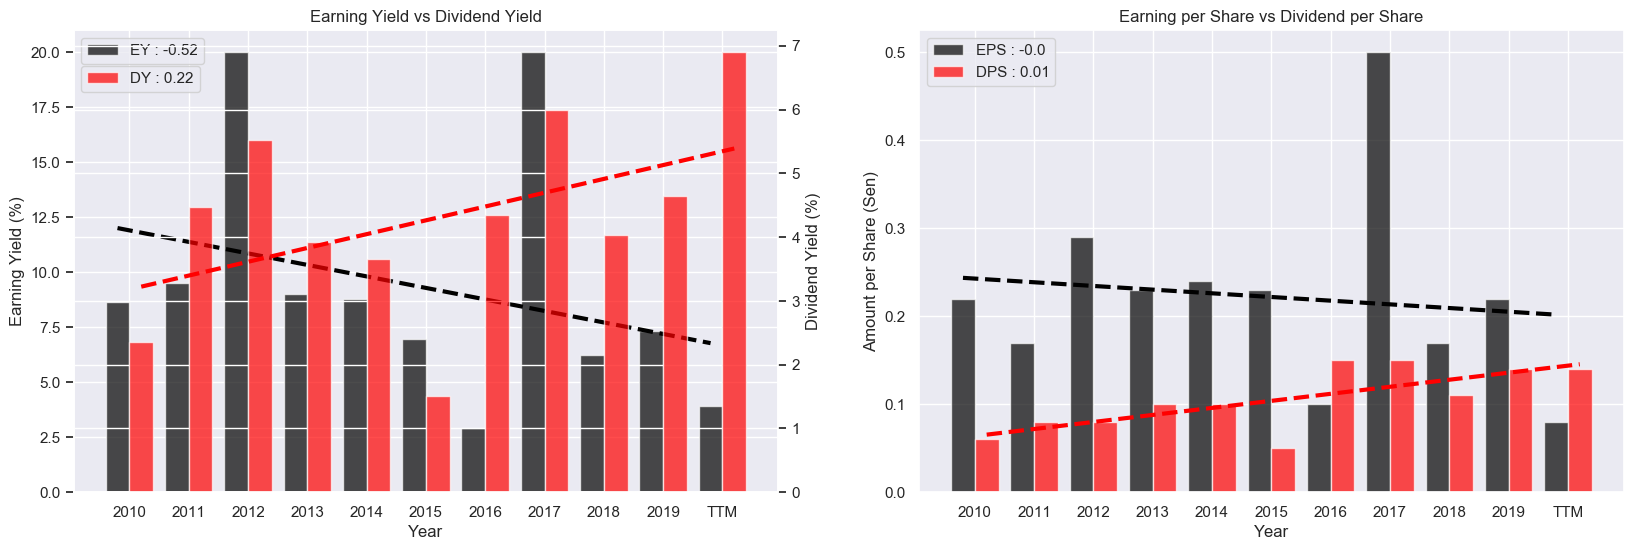 Earning Yield vs Dividend Yield
EY : -0.52
DY : 0.22
20.0
17.5
15.0
12.5
10.0
7.5
5.0
2.5
0.0
Earning Yield (%)
7
6
5
4
3
2
1
0
Dividend Yield (%)
2010 2011 2012 2013 2014 2015 2016 2017 2018 2019 TTM
Year
Earning per Share vs Dividend per Share
EPS : -0.0
DPS : 0.01
0.5
0.4
0.3
0.2
0.1
0.0
Amount per Share (Sen)
2010 2011 2012 2013 2014 2015 2016 2017 2018 2019 TTM
Year